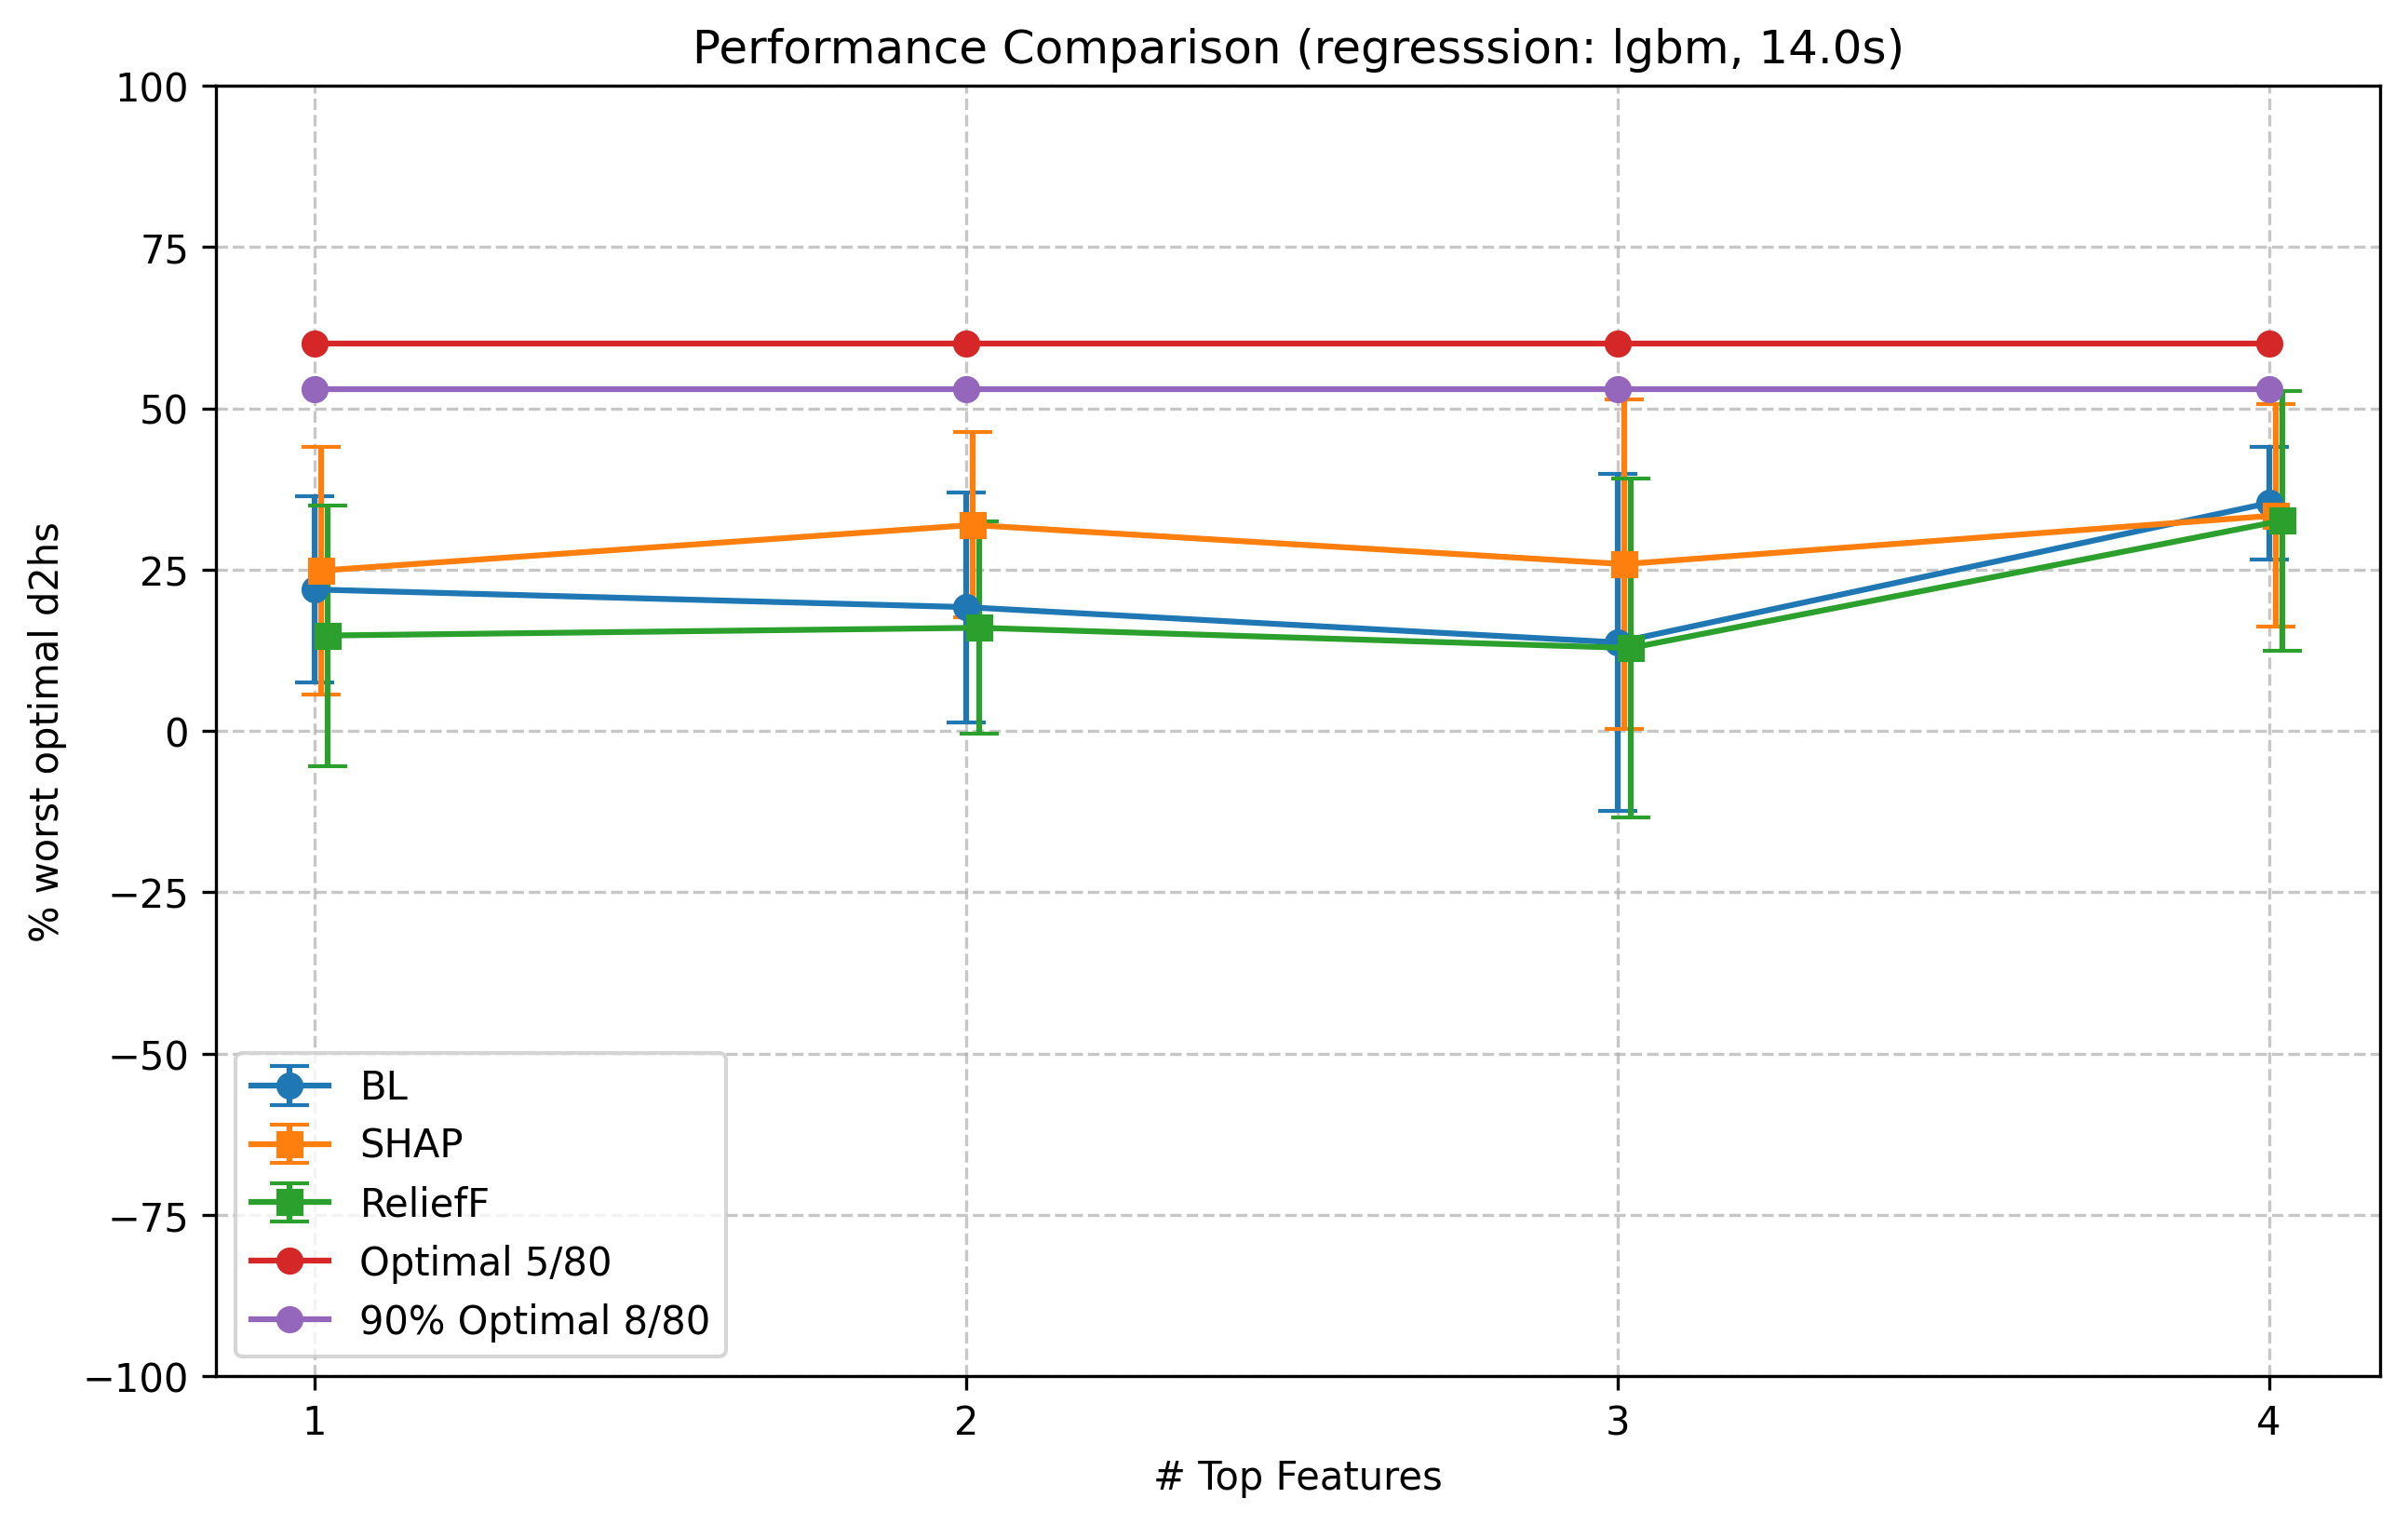 Performance Comparison (regresssion: lgbm, 14.0s)
% worst optimal d2hs
100
75
50
25
0
−25
−50
−75
−100
BL
SHAP
ReliefF
Optimal 5/80
90% Optimal 8/80
1 2 3 4
# Top Features